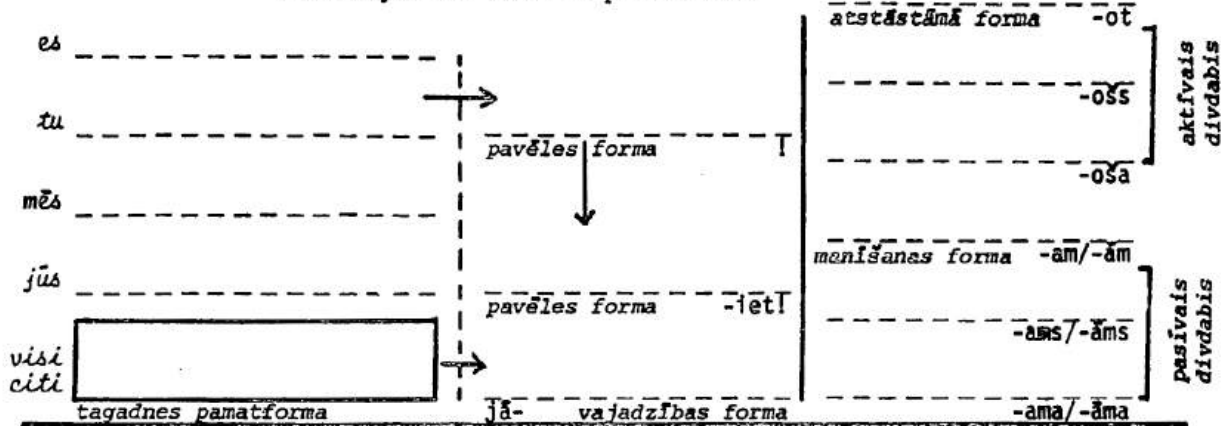 es
tu
mēs
jūs
visi
citi
tagadnes pamatforma
pavēles forma !
pavēles forma -iet!
jā- vajadzības forma
atstāstāmā forma -ot
-ošs
-oša
aktīvais
divdabis
manīšanas forma -am/-ām
-ams/-āms
-ama/-āma
pasīvais
divdabis